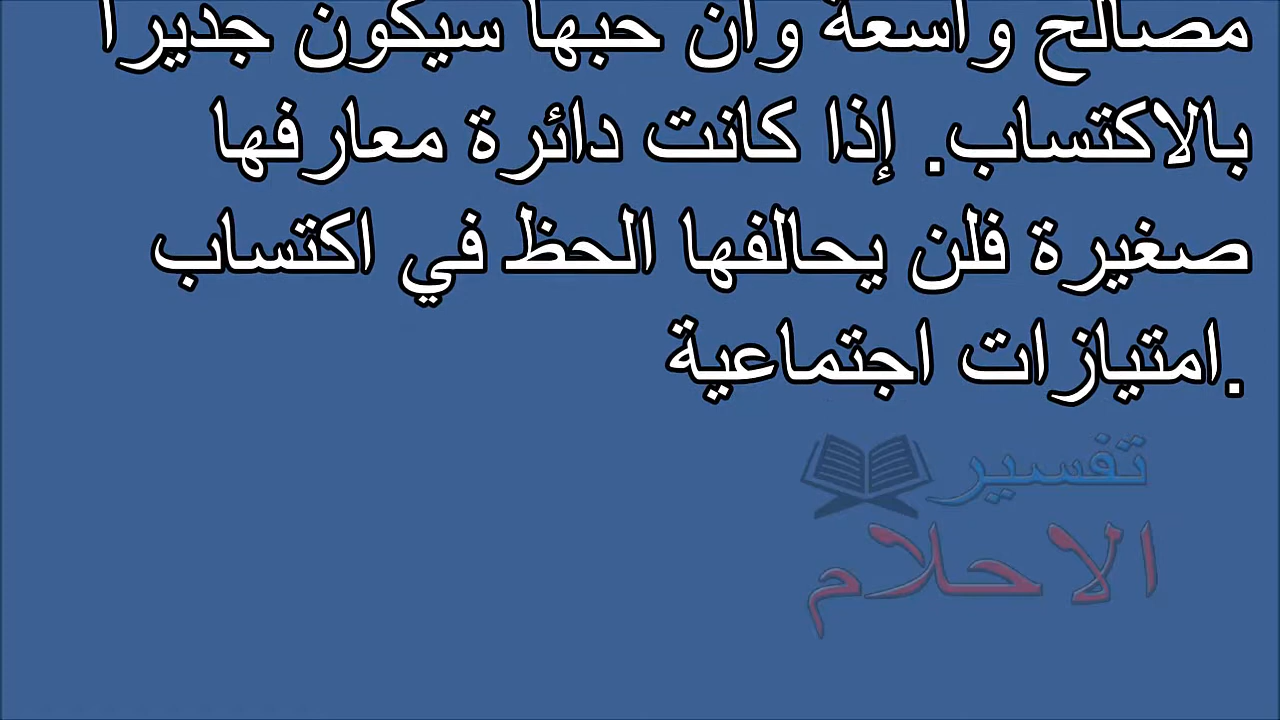 مصالح واسعة وأن حبها سيكون جديراً
بالاكتساب. إذا كانت دائرة معارفها
صغيرة فلن يحالفها الحظ في اكتساب
امتيازات اجتماعية.
تفسير
الاحلام